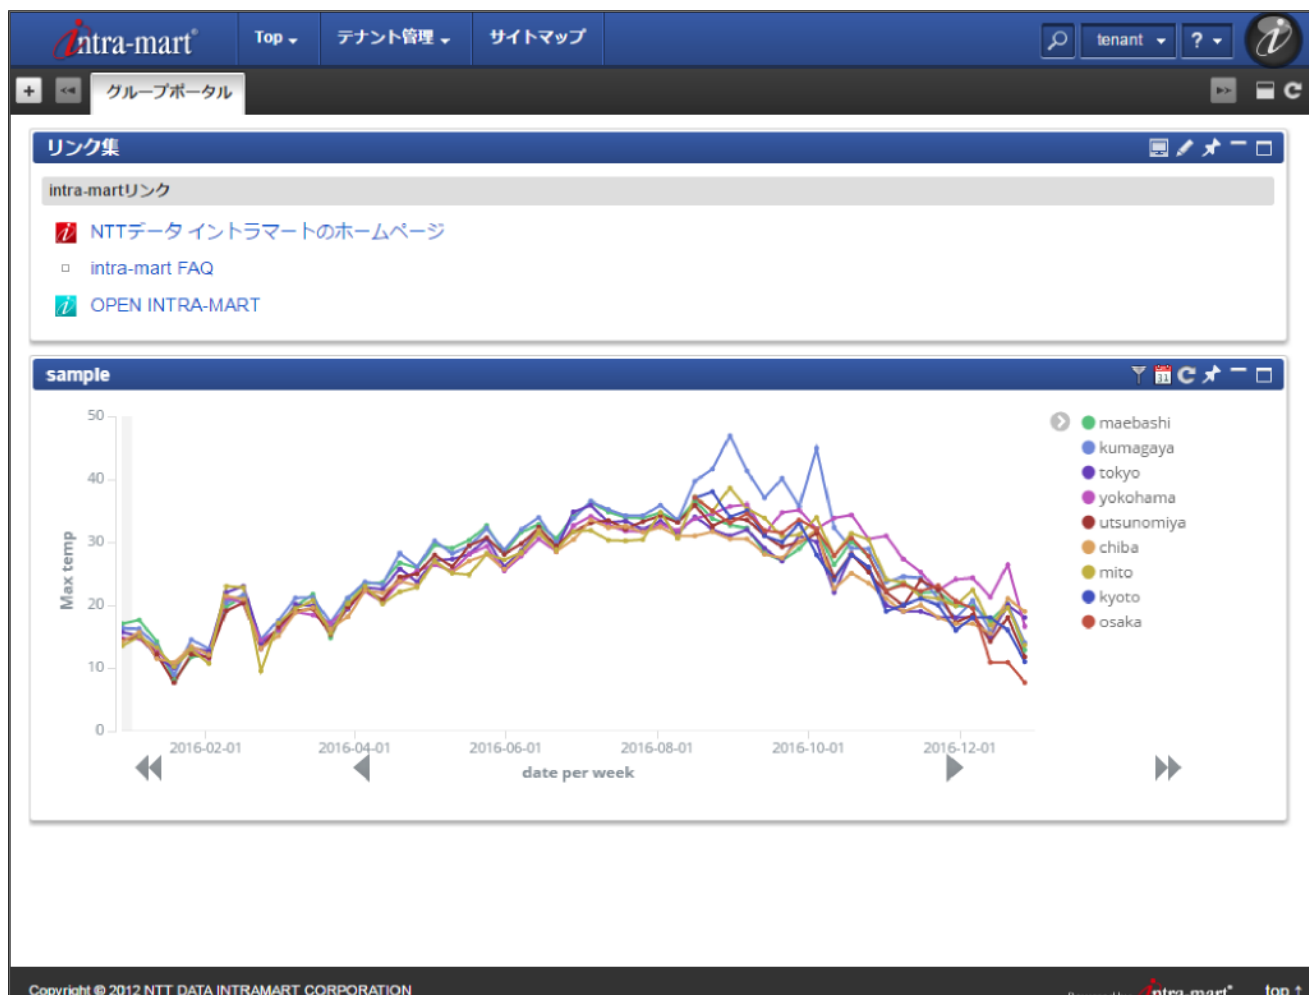 intra-mart®
Top
テナント管理
サイトマップ
tenant
?
グループポータル
リンク集
intra-martリンク
NTTデータ イントラマートのホームページ
intra-mart FAQ
OPEN INTRA-MART
sample
31
50
40
30
20
10
0
Max temp
2016-02-01
2016-04-01
2016-06-01
2016-08-01
2016-10-01
2016-12-01
date per week
maebashi
kumagaya
tokyo
yokohama
utsunomiya
chiba
mito
kyoto
osaka
Copyright © 2012 NTT DATA INTRAMART CORPORATION
intra-mart®
top ↑